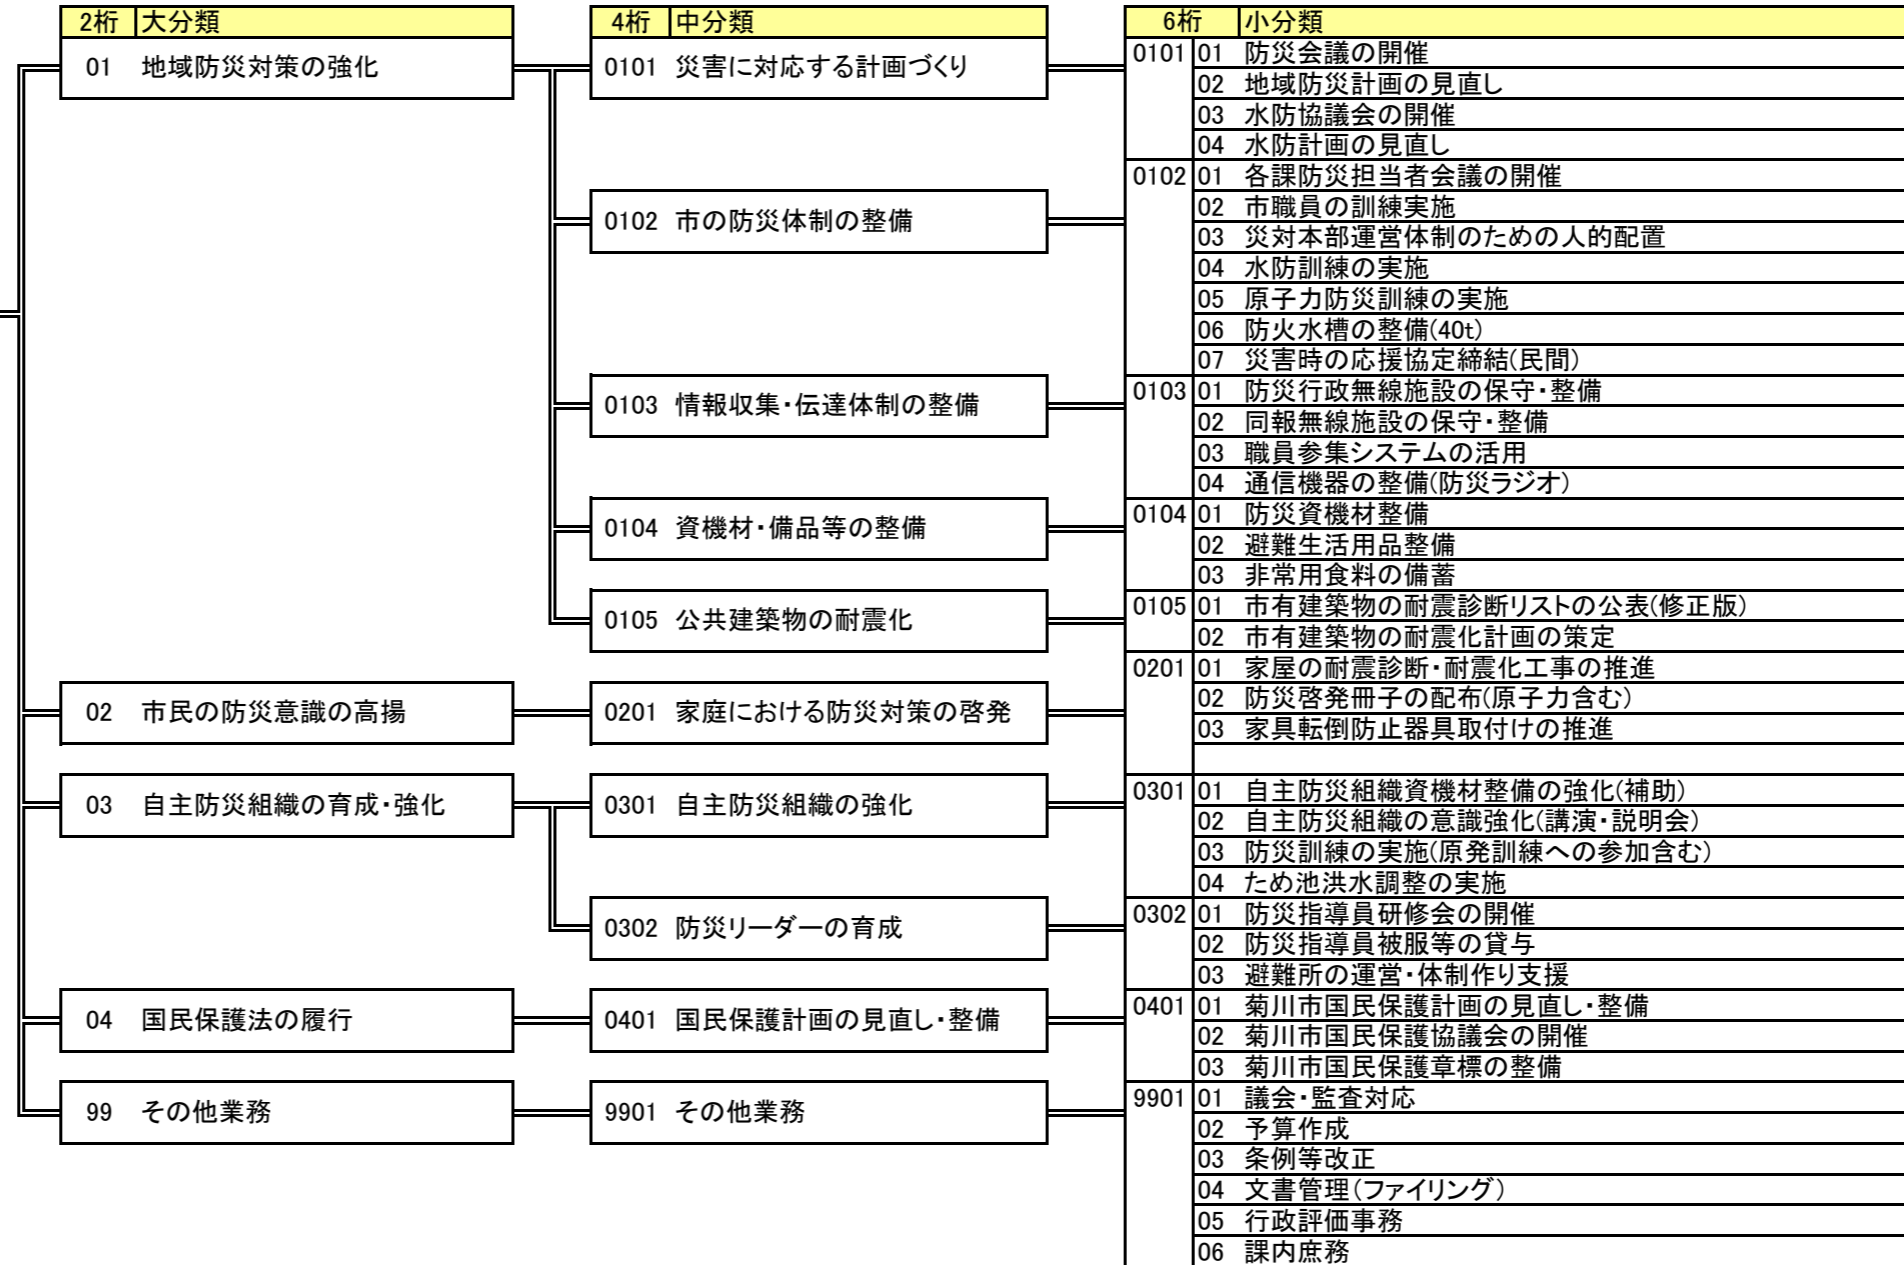 2桁 大分類 4桁 中分類 6桁 小分類
01 地域防災対策の強化 0101 災害に対応する計画づくり 0101 01 防災会議の開催
02 地域防災計画の見直し
03 水防協議会の開催
04 水防計画の見直し
0102 01 各課防災担当者会議の開催
0102 市の防災体制の整備 02 市職員の訓練実施
03 災対本部運営体制のための人的配置
04 水防訓練の実施
05 原子力防災訓練の実施
06 防火水槽の整備(40t)
07 災害時の応援協定締結(民間)
0103 情報収集・伝達体制の整備 0103 01 防災行政無線施設の保守・整備
02 同報無線施設の保守・整備
03 職員参集システムの活用
04 通信機器の整備(防災ラジオ)
0104 資機材・備品等の整備 0104 01 防災資機材整備
02 避難生活用品整備
03 非常用食料の備蓄
0105 公共建築物の耐震化 0105 01 市有建築物の耐震診断リストの公表(修正版)
02 市有建築物の耐震化計画の策定
0201 01 家屋の耐震診断・耐震化工事の推進
02 市民の防災意識の高揚 0201 家庭における防災対策の啓発 02 防災啓発冊子の配布(原子力含む)
03 家具転倒防止器具取付けの推進
03 自主防災組織の育成・強化 0301 自主防災組織の強化 0301 01 自主防災組織資機材整備の強化(補助)
02 自主防災組織の意識強化(講演・説明会)
03 防災訓練の実施(原発訓練への参加含む)
04 ため池洪水調整の実施
0302 防災リーダーの育成 0302 01 防災指導員研修会の開催
02 防災指導員被服等の貸与
03 避難所の運営・体制作り支援
04 国民保護法の履行 0401 国民保護計画の見直し・整備 0401 01 菊川市国民保護計画の見直し・整備
02 菊川市国民保護協議会の開催
03 菊川市国民保護章標の整備
99 その他業務 9901 その他業務 9901 01 議会・監査対応
02 予算作成
03 条例等改正
04 文書管理(ファイリング)
05 行政評価事務
06 課内庶務